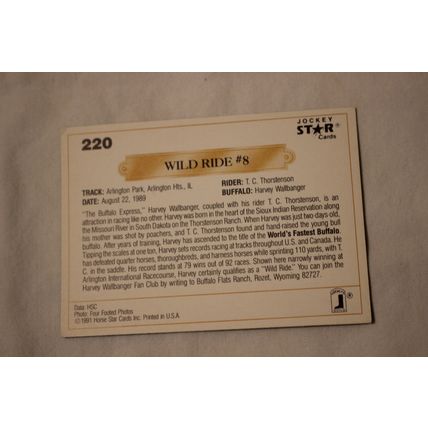 220
JOCKEY
STAR®
Cards
WILD RIDE #8
TRACK: Arlington Park, Arlington Hts., IL
RIDER: T. C. Thorstenson
DATE: August 22, 1989
BUFFALO: Harvey Wallbanger
"The Buffalo Express," Harvey Wallbanger, coupled with his rider T. C. Thorstenson, is an
attraction in racing like no other. Harvey was born in the heart of the Sioux Indian Reservation along
the Missouri River in South Dakota on the Thorstenson Ranch. When Harvey was just two days old,
his mother was shot by poachers, and T. C. Thorstenson found and hand raised the young bull
buffalo. After years of training, Harvey has ascended to the title of the World's Fastest Buffalo.
Tipping the scales at one ton, Harvey sets records racing at tracks throughout U.S. and Canada. He
has defeated quarter horses, thoroughbreds, and harness horses while sprinting 110 yards, with T.
C. in the saddle. His record stands at 79 wins out of 92 races. Shown here narrowly winning at
Arlington International Racecourse, Harvey certainly qualifies as a "Wild Ride." You can join the
Harvey Wallbanger Fan Club by writing to Buffalo Flats Ranch, Rozet, Wyoming 82727.
Data: HSC
Photo: Four Footed Photos
©1991 Horse Star Cards Inc. Printed in U.S.A.
J ®